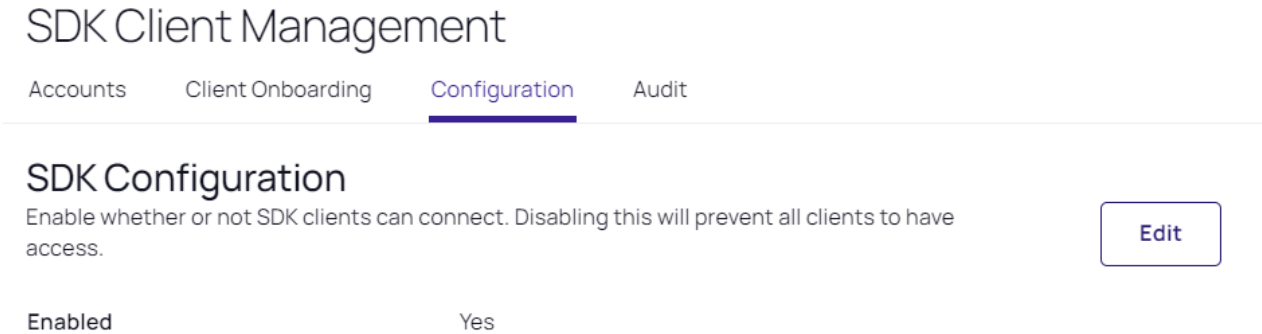 SDK Client Management
Accounts Client Onboarding Configuration Audit
SDK Configuration
Enable whether or not SDK clients can connect. Disabling this will prevent all clients to have
access.
Edit
Enabled Yes